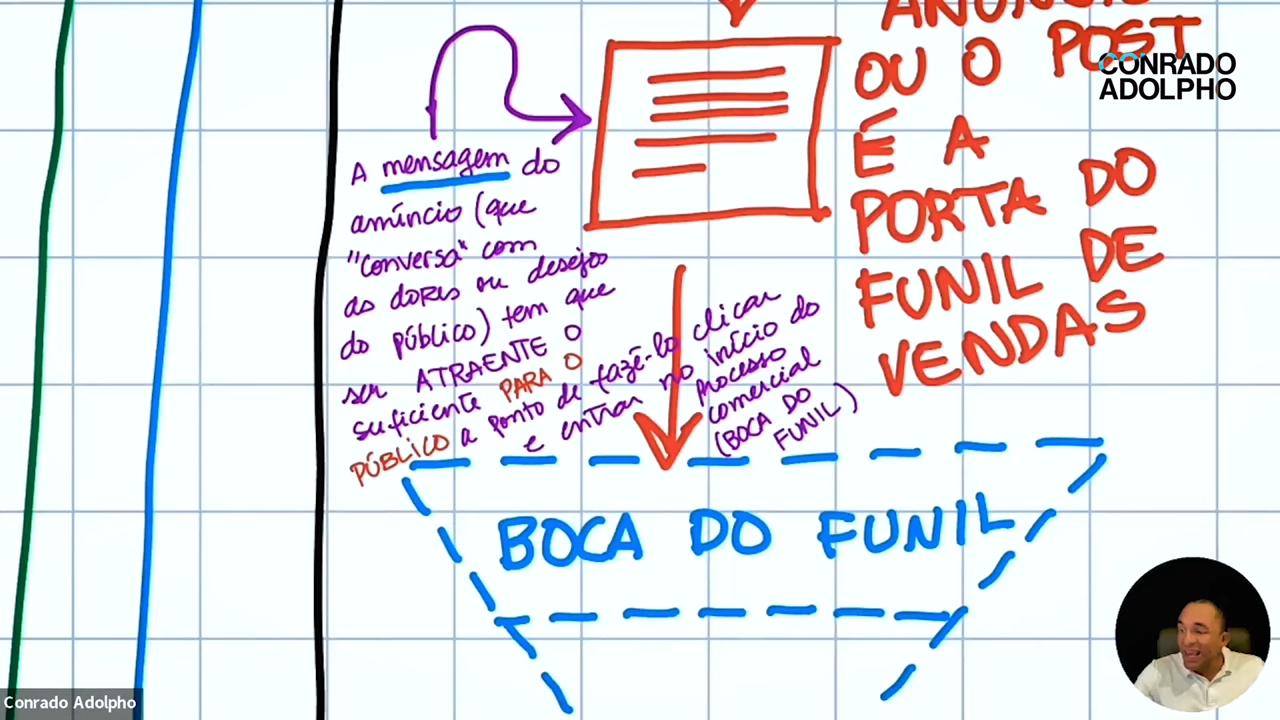 ANÚNCIO
OU O POST
É A
PORTA DO
FUNIL DE
VENDAS
CONRADO
ADOLPHO
A mensagem do
anúncio (que
"conversa" com
as dores ou desejos
do público) tem que
ser ATRAENTE O
suficiente PARA O
PÚBLICO a ponto de fazê-lo clicar
e entrar no início do
processo
comercial
(BOCA DO
FUNIL)
BOCA DO FUNIL
Conrado Adolpho